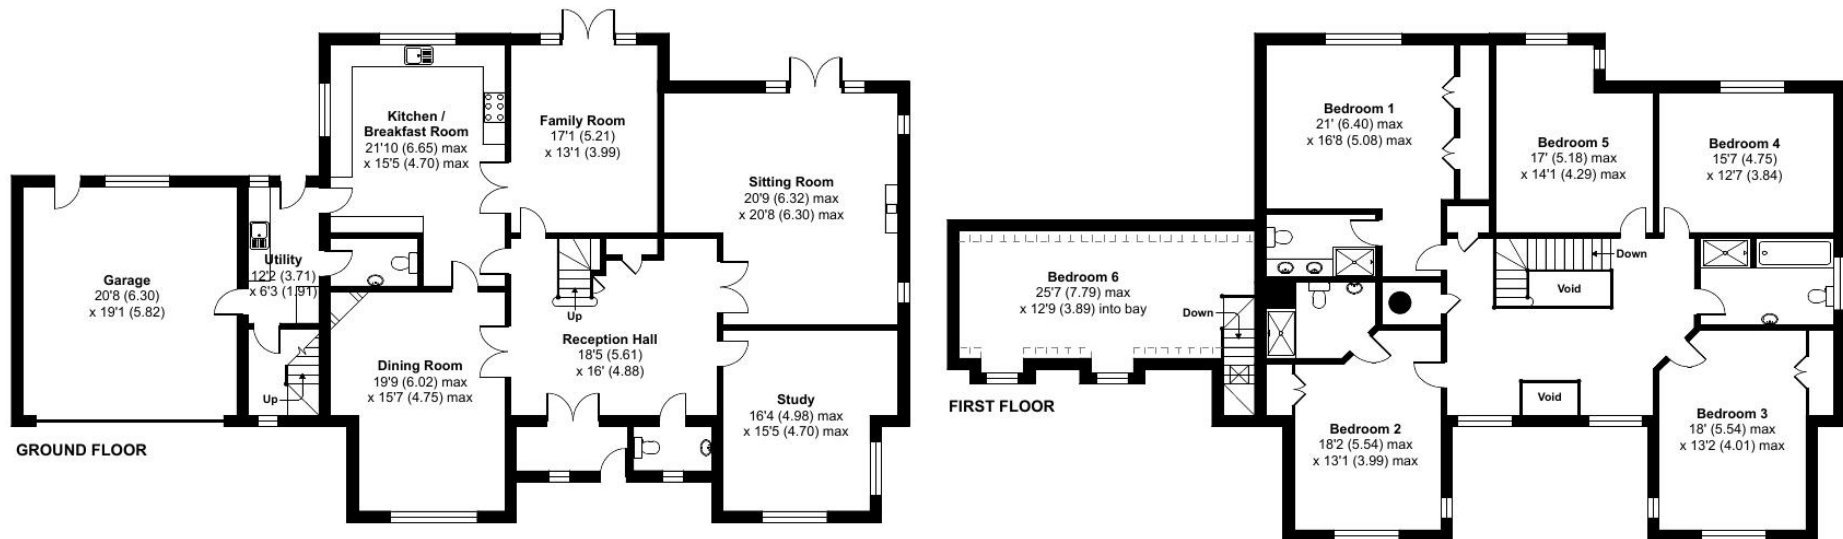 Kitchen /
Breakfast Room
21'10 (6.65) max
x 15'5 (4.70) max
Family Room
17'1 (5.21)
x 13'1 (3.99)
Sitting Room
20'9 (6.32) max
x 20'8 (6.30) max
Garage
20'8 (6.30)
x 19'1 (5.82)
Utility
12'2 (3.71)
x 6'3 (1.91)
Up
Up
Reception Hall
18'5 (5.61)
x 16' (4.88)
Dining Room
19'9 (6.02) max
x 15'7 (4.75) max
Study
16'4 (4.98) max
x 15'5 (4.70) max
GROUND FLOOR
Bedroom 1
21' (6.40) max
x 16'8 (5.08) max
Bedroom 5
17' (5.18) max
x 14'1 (4.29) max
Bedroom 4
15'7 (4.75)
x 12'7 (3.84)
Bedroom 6
25'7 (7.79) max
x 12'9 (3.89) into bay
Down
Down
Void
Void
Bedroom 2
18'2 (5.54) max
x 13'1 (3.99) max
Bedroom 3
18' (5.54) max
x 13'2 (4.01) max
FIRST FLOOR